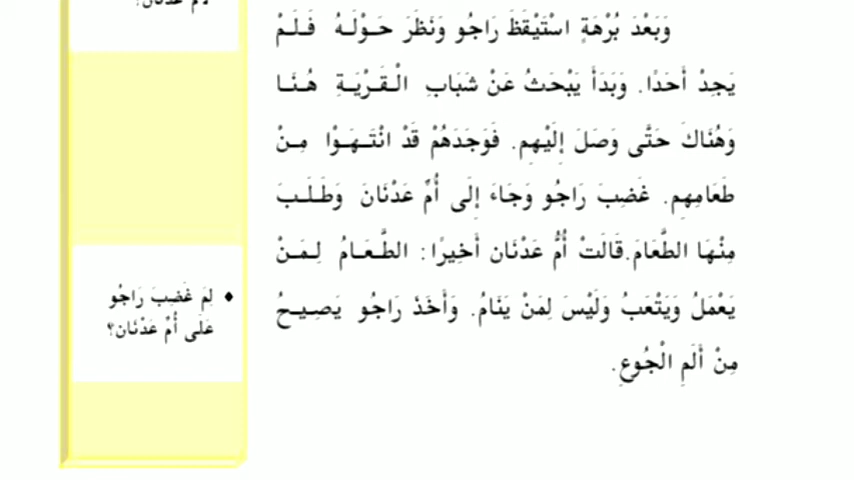 وَبَعْدَ بُرْهَةٍ اسْتَيْقَظَ رَاجُو وَنَظَرَ حَوْلَهُ فَلَمْ
يَجِدْ أَحَدًا. وَبَدَأَ يَبْحَثُ عَنْ شَبَابِ الْقَرْيَةِ هُنَا
وَهُنَاكَ حَتَّى وَصَلَ إِلَيْهِم. فَوَجَدَهُمْ قَدْ انْتَهَوْا مِنْ
طَعَامِهِم. غَضِبَ رَاجُو وَجَاءَ إِلَى أُمِّ عَدْنَانَ وَطَلَبَ
مِنْهَا الطَّعَامَ.قَالَتْ أُمُّ عَدْنَان أَخِيرًا: الطَّعَامُ لِمَنْ
يَعْمَلُ وَيَتْعَبُ وَلَيْسَ لِمَنْ يَنَامُ. وَأَخَذَ رَاجُو يَصِيحُ
مِنْ أَلَمِ الْجُوعِ.
♦ لِمَ غَضِبَ رَاجُو
عَلَى أُمِّ عَدْنَان؟